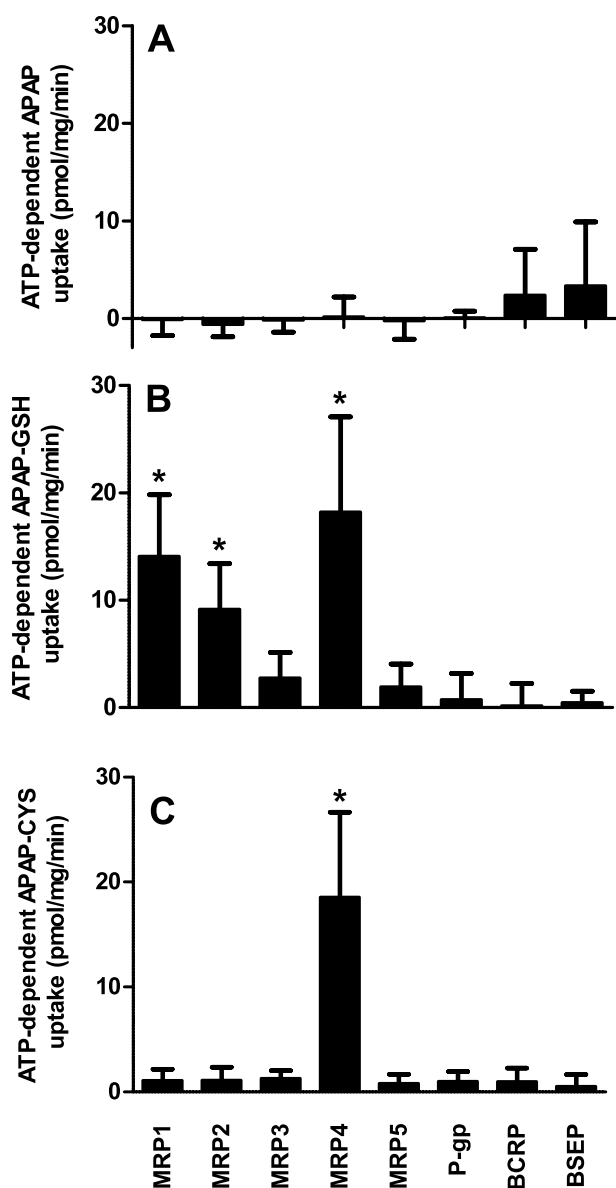 A
ATP-dependent APAP
uptake (pmol/mg/min)
30
20
10
0
B
ATP-dependent APAP-GSH
uptake (pmol/mg/min)
30
20
10
0
*
*
*
C
ATP-dependent APAP-CYS
uptake (pmol/mg/min)
30
20
10
0
*
MRP1
MRP2
MRP3
MRP4
MRP5
P-gp
BCRP
BSEP